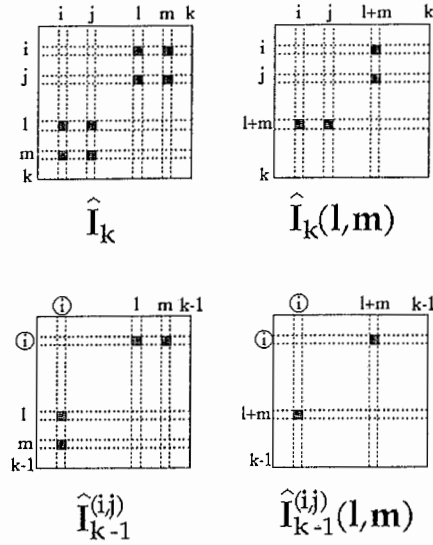 i j l m k
i
j
l
m
k
Î_k
i j l+m k
i
j
l+m
k
Î_k(l,m)
ⓘ l m k-1
ⓘ
l
m
k-1
Î_{k-1}^{(i,j)}
ⓘ l+m k-1
ⓘ
l+m
k-1
Î_{k-1}^{(i,j)}(l,m)